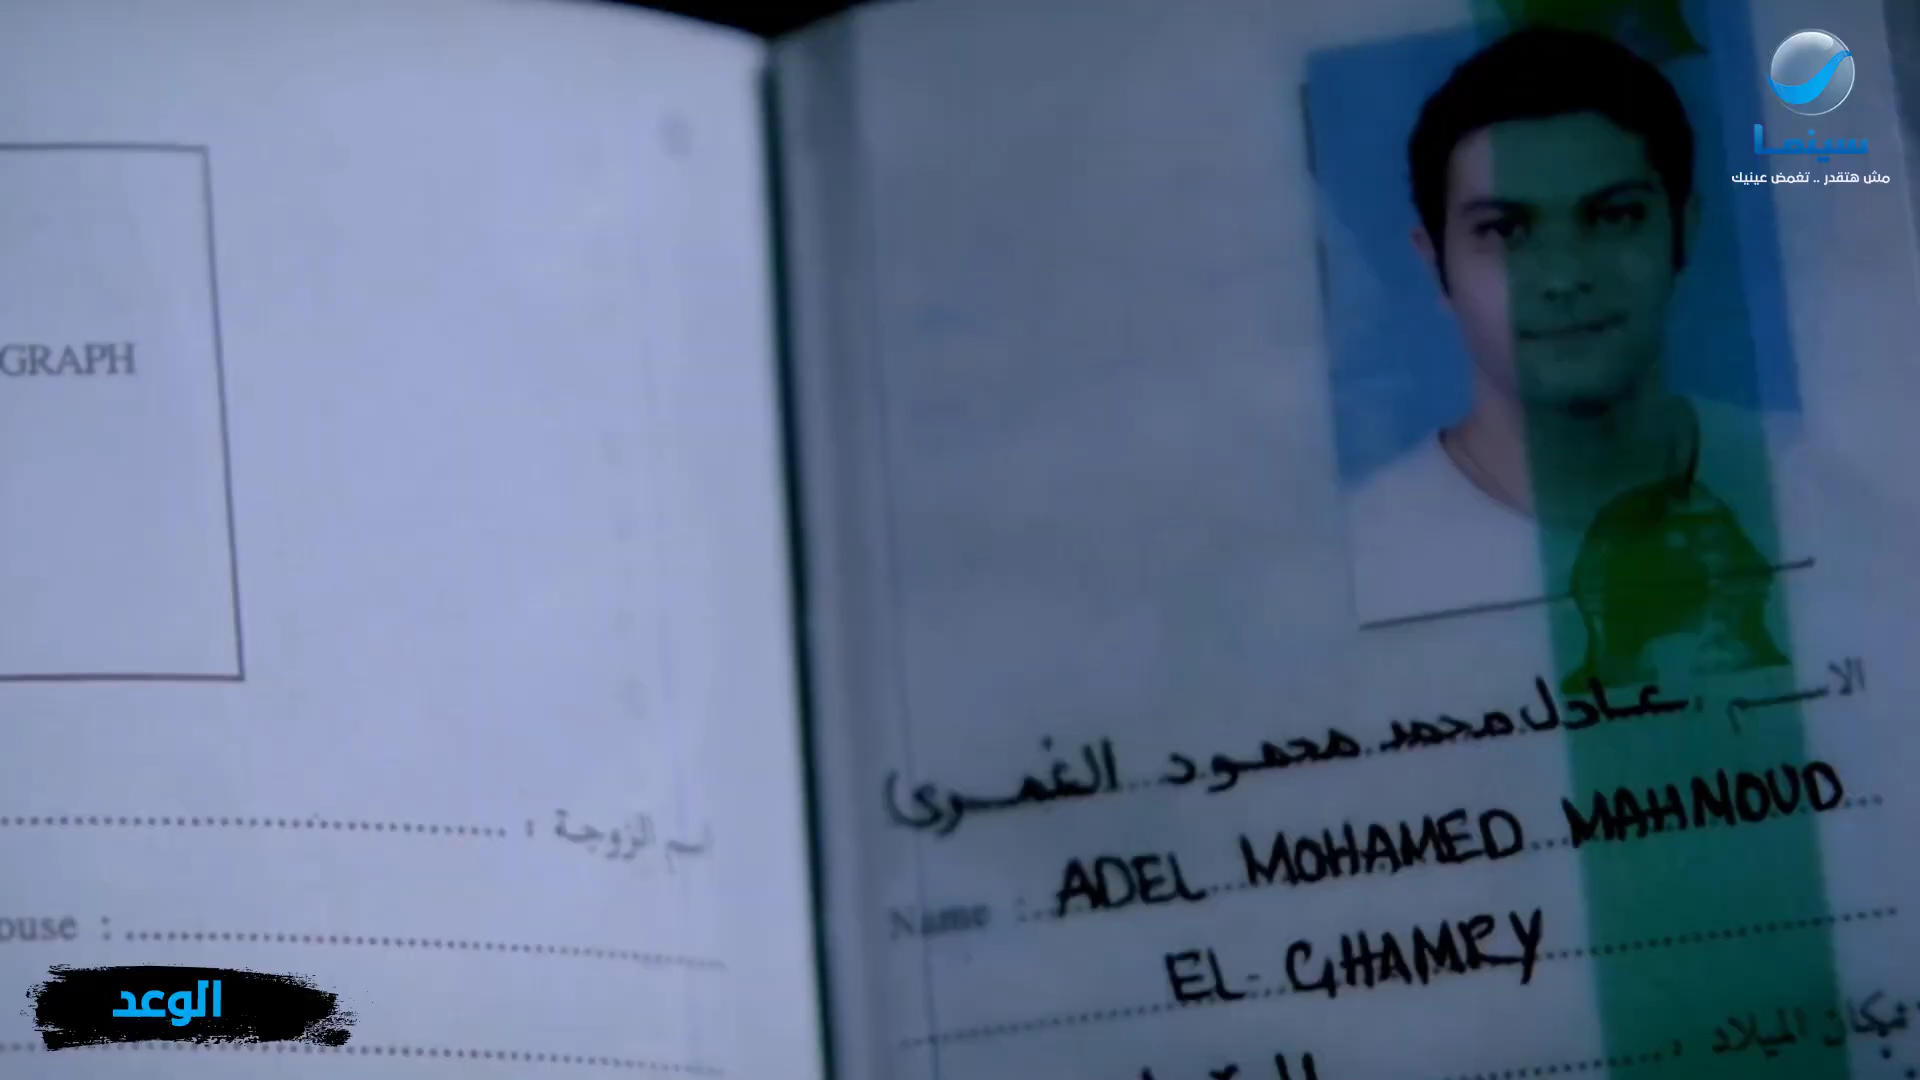 سينما
مش هتقدر .. تغمض عينيك
GRAPH
اسم الزوجة :
ouse :
الاسم : عادل محمد محمود الغمرى
Name : ADEL MOHAMED MAHMOUD
EL-GHAMRY
مكان الميلاد :
الوعد